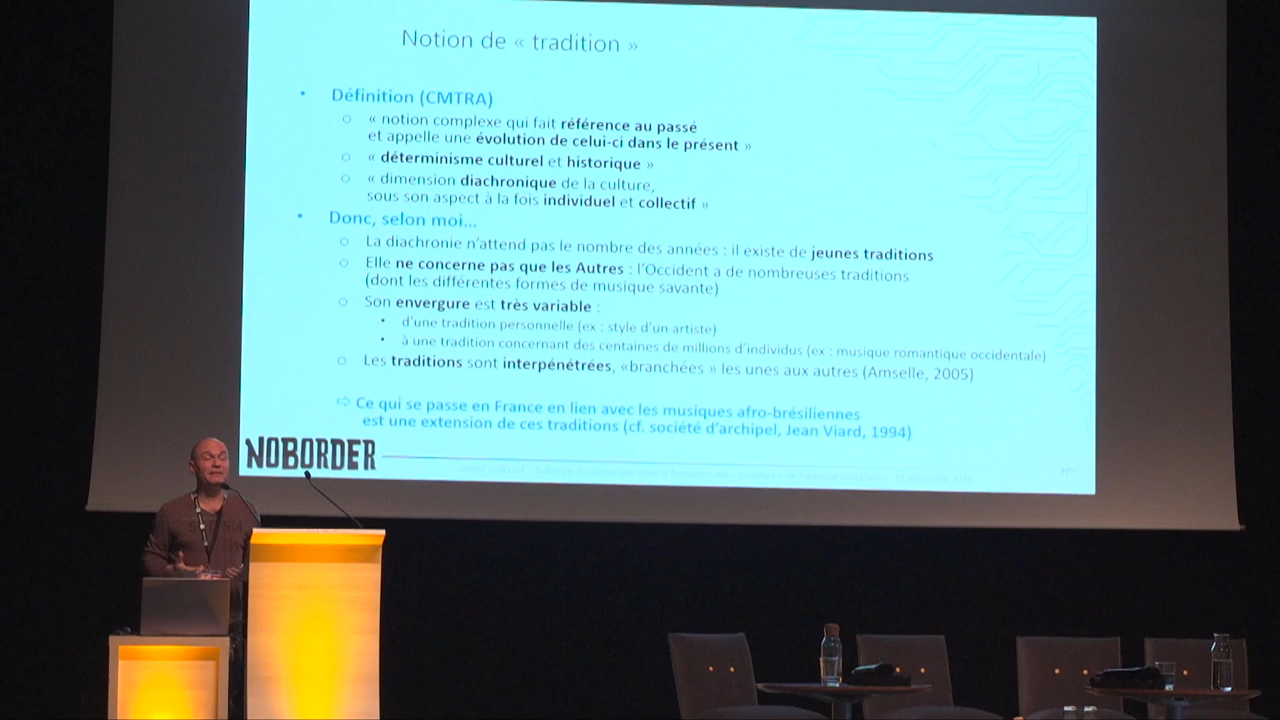 Notion de « tradition »
• Définition (CMTRA)
○ « notion complexe qui fait référence au passé
et appelle une évolution de celui-ci dans le présent »
○ « déterminisme culturel et historique »
○ « dimension diachronique de la culture,
sous son aspect à la fois individuel et collectif »
• Donc, selon moi...
○ La diachronie n'attend pas le nombre des années : il existe de jeunes traditions
○ Elle ne concerne pas que les Autres : l'Occident a de nombreuses traditions
(dont les différentes formes de musique savante)
○ Son envergure est très variable :
• d'une tradition personnelle (ex : style d'un artiste)
• à une tradition concernant des centaines de millions d'individus (ex : musique romantique occidentale)
○ Les traditions sont interpénétrées, «branchées » les unes aux autres (Amselle, 2005)
⇨ Ce qui se passe en France en lien avec les musiques afro-brésiliennes
est une extension de ces traditions (cf. société d'archipel, Jean Viard, 1994)
NOBORDER